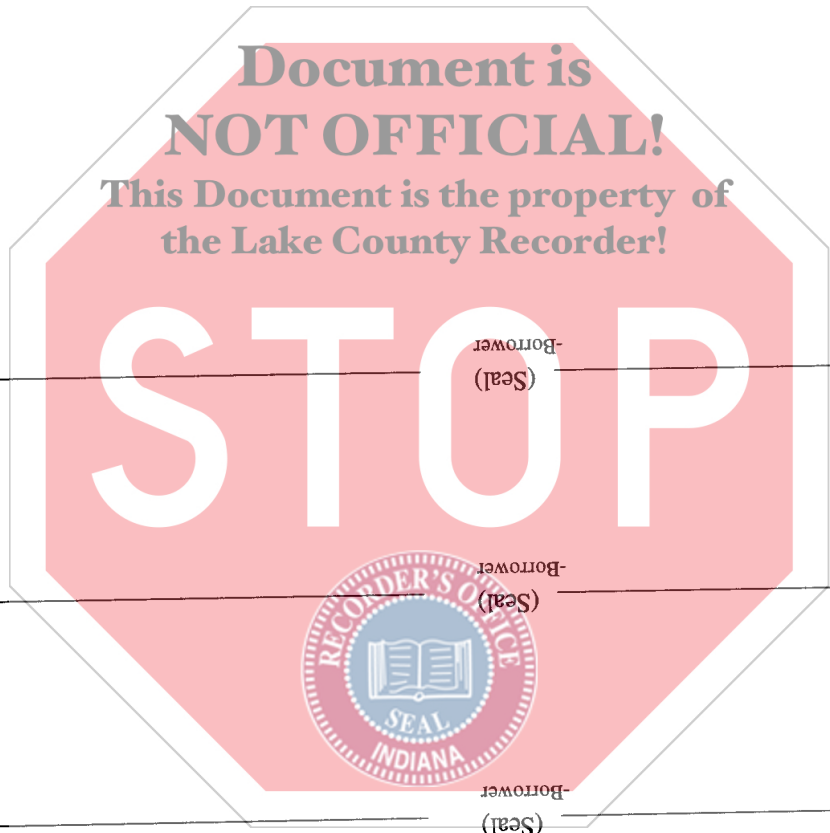 Document is
NOT OFFICIAL!
This Document is the property of
the Lake County Recorder!
STOP
-Borrower
(Seal)
-Borrower
(Seal)
RECORDER'S OFFICE
SEAL
INDIANA
-Borrower
(Seal)